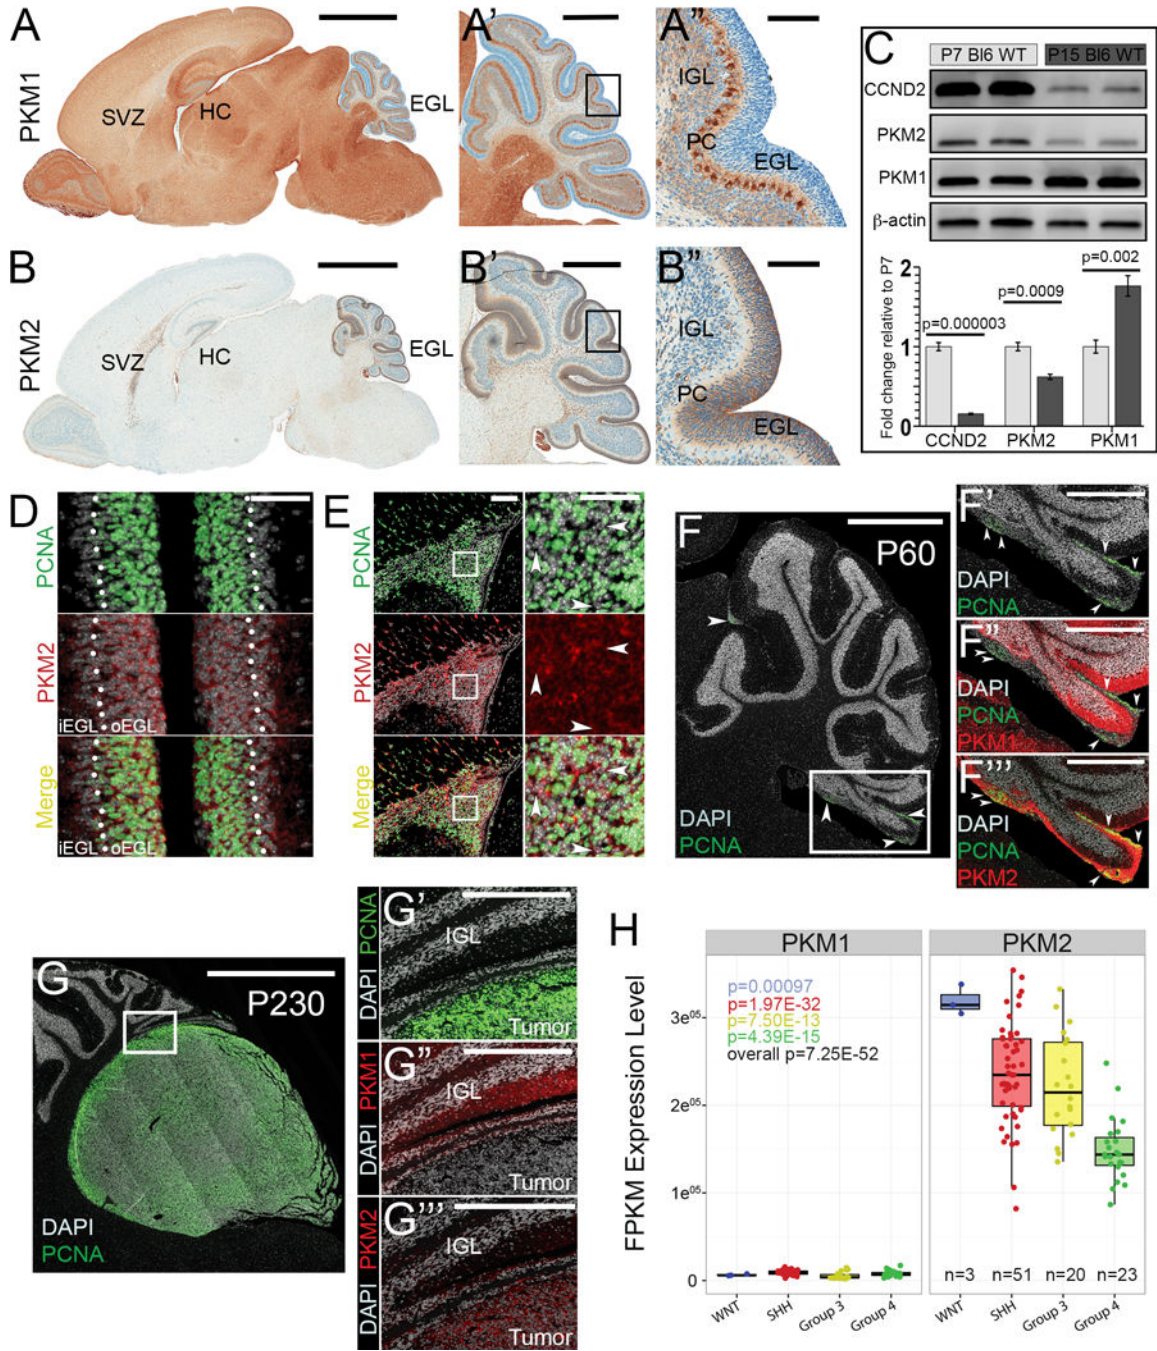 A
PKM1
SVZ
HC
EGL
A'
A"
IGL
PC
EGL
B
PKM2
SVZ
HC
EGL
B'
B"
IGL
PC
EGL
C
P7 Bl6 WT
P15 Bl6 WT
CCND2
PKM2
PKM1
β-actin
Fold change relative to P7
2
1
0
p=0.000003
p=0.0009
p=0.002
CCND2
PKM2
PKM1
D
PCNA
PKM2
iEGL
oEGL
Merge
iEGL
oEGL
E
PCNA
PKM2
Merge
F
P60
DAPI
PCNA
F'
DAPI
PCNA
F"
DAPI
PCNA
PKM1
F'''
DAPI
PCNA
PKM2
G
P230
DAPI
PCNA
G'
DAPI PCNA
IGL
Tumor
G"
DAPI PKM1
IGL
Tumor
G'''
DAPI PKM2
IGL
Tumor
H
PKM1
PKM2
FPKM Expression Level
3e05
2e05
1e05
0
p=0.00097
p=1.97E-32
p=7.50E-13
p=4.39E-15
overall p=7.25E-52
n=3
n=51
n=20
n=23
WNT
SHH
Group 3
Group 4
WNT
SHH
Group 3
Group 4